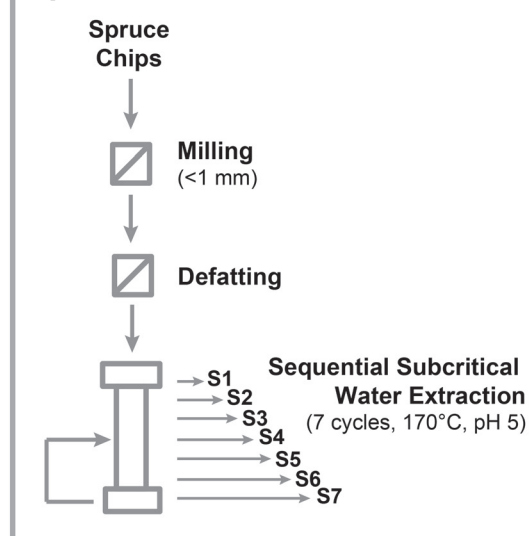 Spruce
Chips
Milling
(<1 mm)
Defatting
Sequential Subcritical
Water Extraction
(7 cycles, 170°C, pH 5)
S1
S2
S3
S4
S5
S6
S7